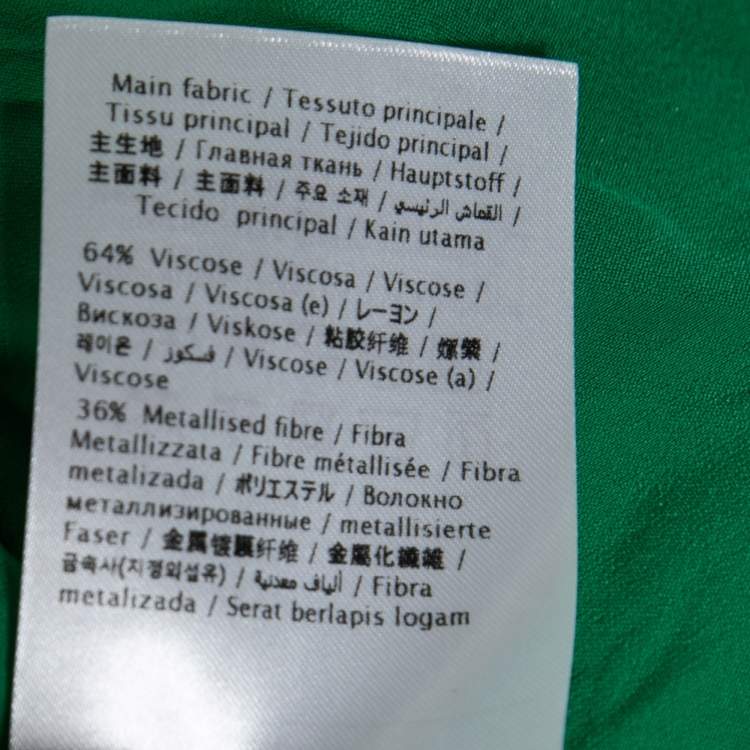 Main fabric / Tessuto principale /
Tissu principal / Tejido principal /
主生地 / Главная ткань / Hauptstoff /
主面料 / 主面料 / 주요 소재 / القماش الرئيسي /
Tecido principal / Kain utama
64% Viscose / Viscosa / Viscose /
Viscosa / Viscosa (e) / レーヨン /
Вискоза / Viskose / 粘胶纤维 / 嫘縈 /
레이온 / فسكوز / Viscose / Viscose (a) /
Viscose
36% Metallised fibre / Fibra
Metallizzata / Fibre métallisée / Fibra
metalizada / ポリエステル / Волокно
металлизированные / metallisierte
Faser / 金属镀膜纤维 / 金屬化纖維 /
금속사(지정외섬유) / ألياف معدنية / Fibra
metalizada / Serat berlapis logam